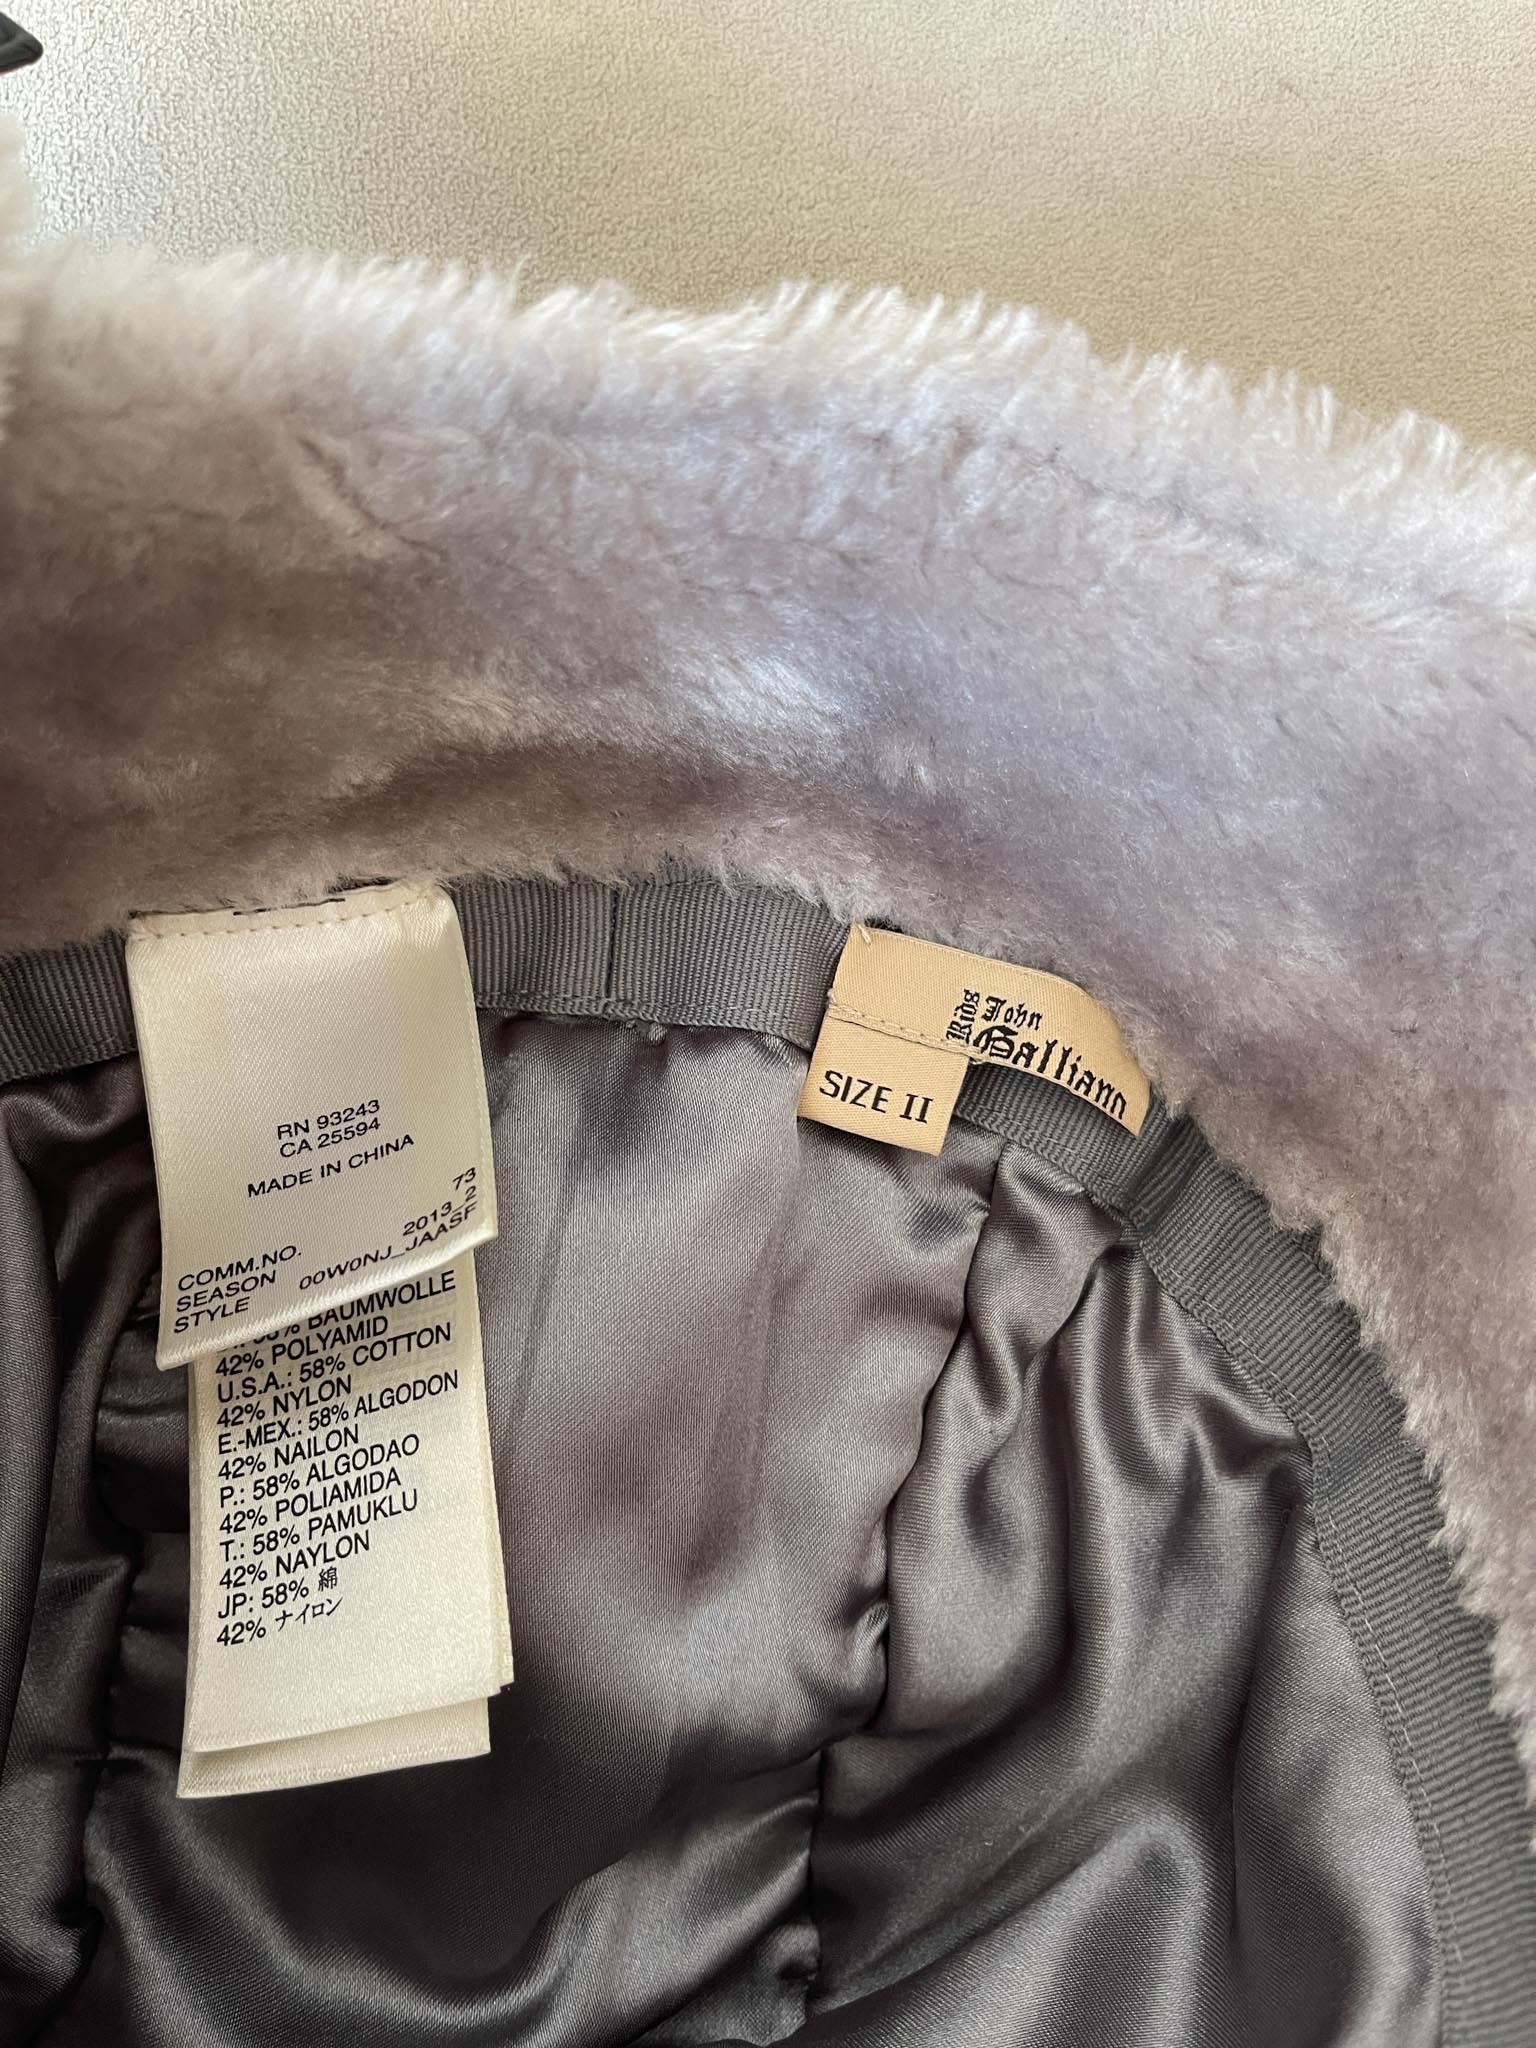 RN 93243
CA 25594
MADE IN CHINA
COMM.NO. 73
SEASON 2013_2
STYLE 00W0NJ_JAASF
BAUMWOLLE
42% POLYAMID
U.S.A.: 58% COTTON
42% NYLON
E.-MEX.: 58% ALGODON
42% NAILON
P.: 58% ALGODAO
42% POLIAMIDA
T.: 58% PAMUKLU
42% NAYLON
JP: 58% 綿
42% ナイロン
Kids John
Galliano
SIZE II